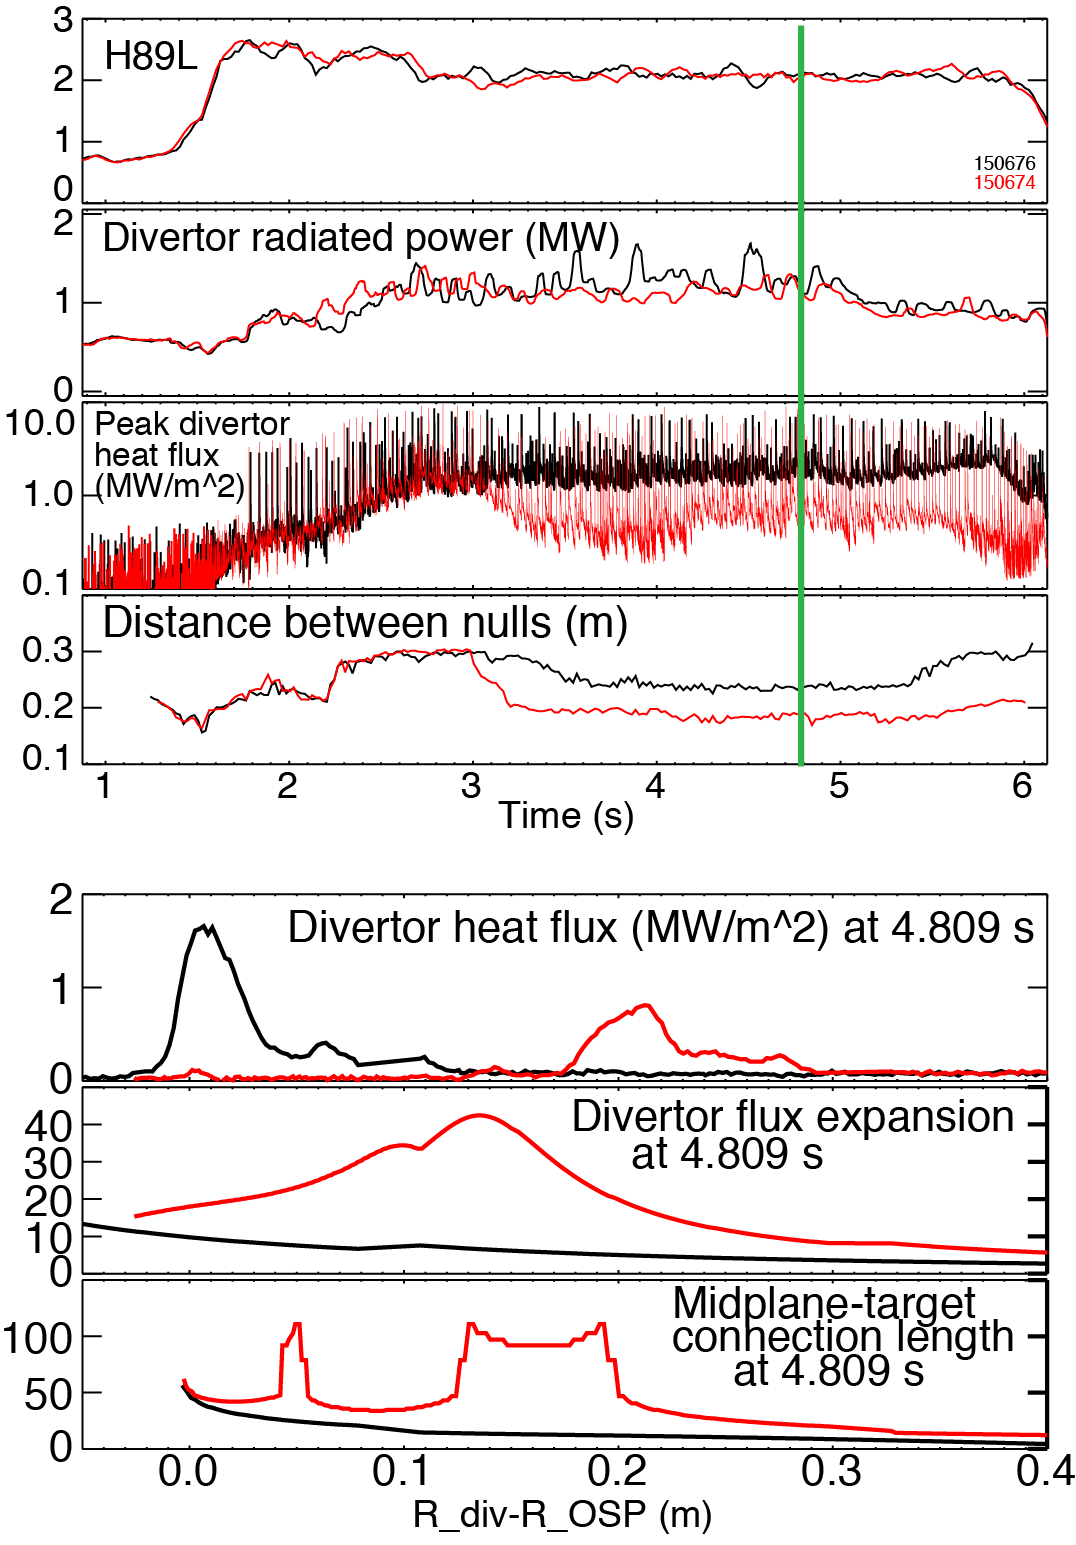 3
H89L
2
1
150676
150674
0
2
Divertor radiated power (MW)
1
0
10.0
Peak divertor
heat flux
(MW/m^2)
1.0
0.1
Distance between nulls (m)
0.3
0.2
0.1
1 2 3 4 5 6
Time (s)
2
Divertor heat flux (MW/m^2) at 4.809 s
1
0
Divertor flux expansion
at 4.809 s
40
30
20
10
0
Midplane-target
connection length
at 4.809 s
100
50
0
0.0 0.1 0.2 0.3 0.4
R_div-R_OSP (m)